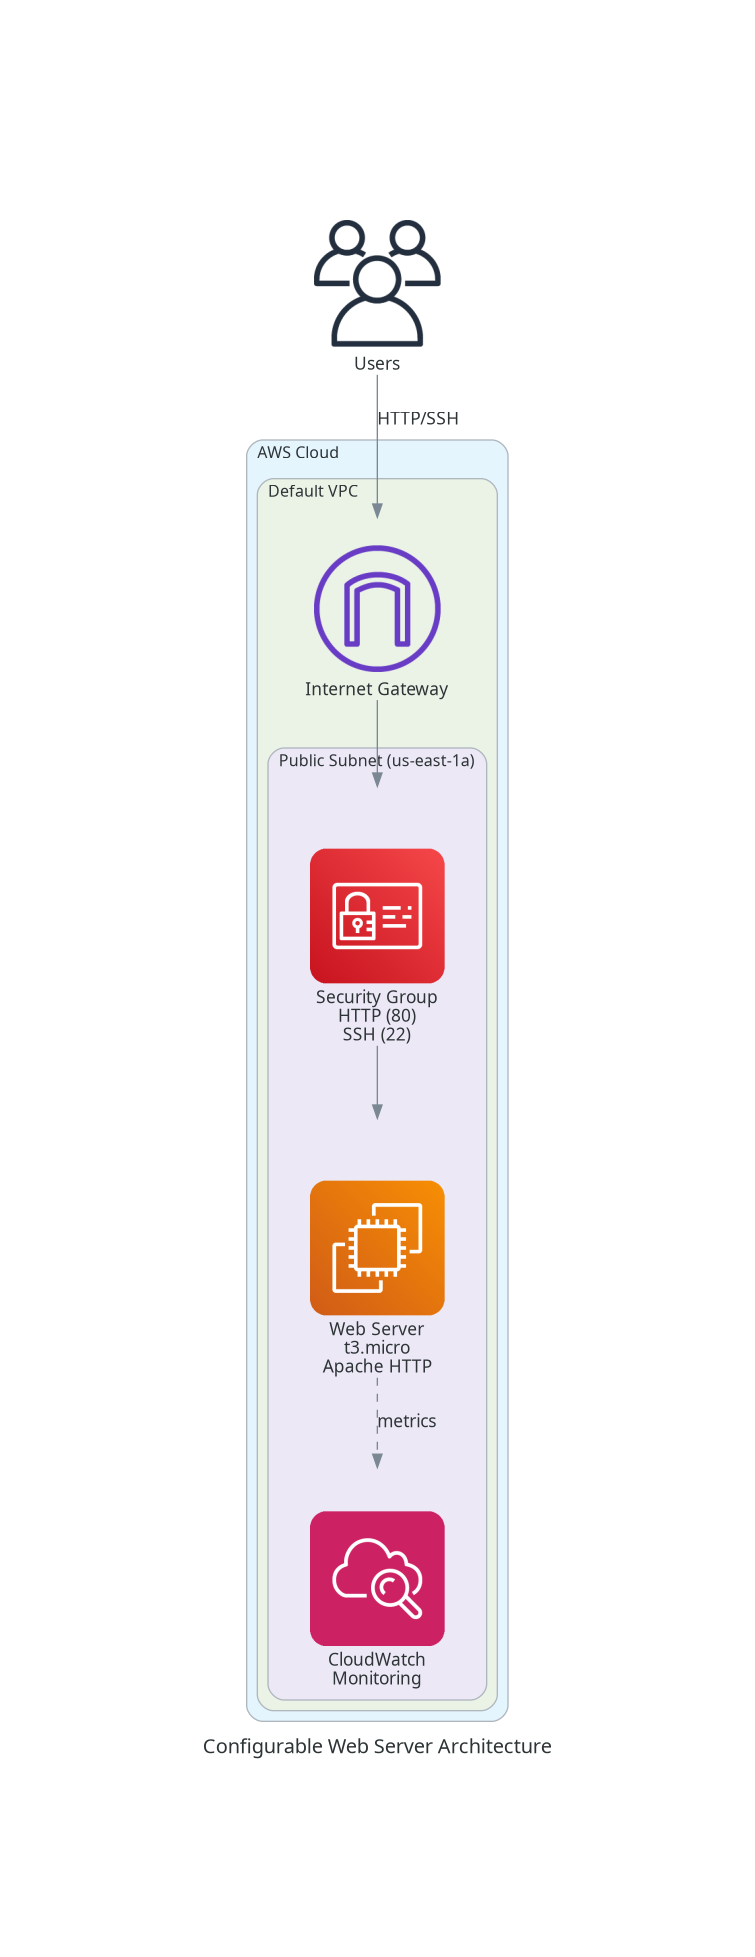 Users
HTTP/SSH
AWS Cloud
Default VPC
Internet Gateway
Public Subnet (us-east-1a)
Security Group
HTTP (80)
SSH (22)
Web Server
t3.micro
Apache HTTP
metrics
CloudWatch
Monitoring
Configurable Web Server Architecture